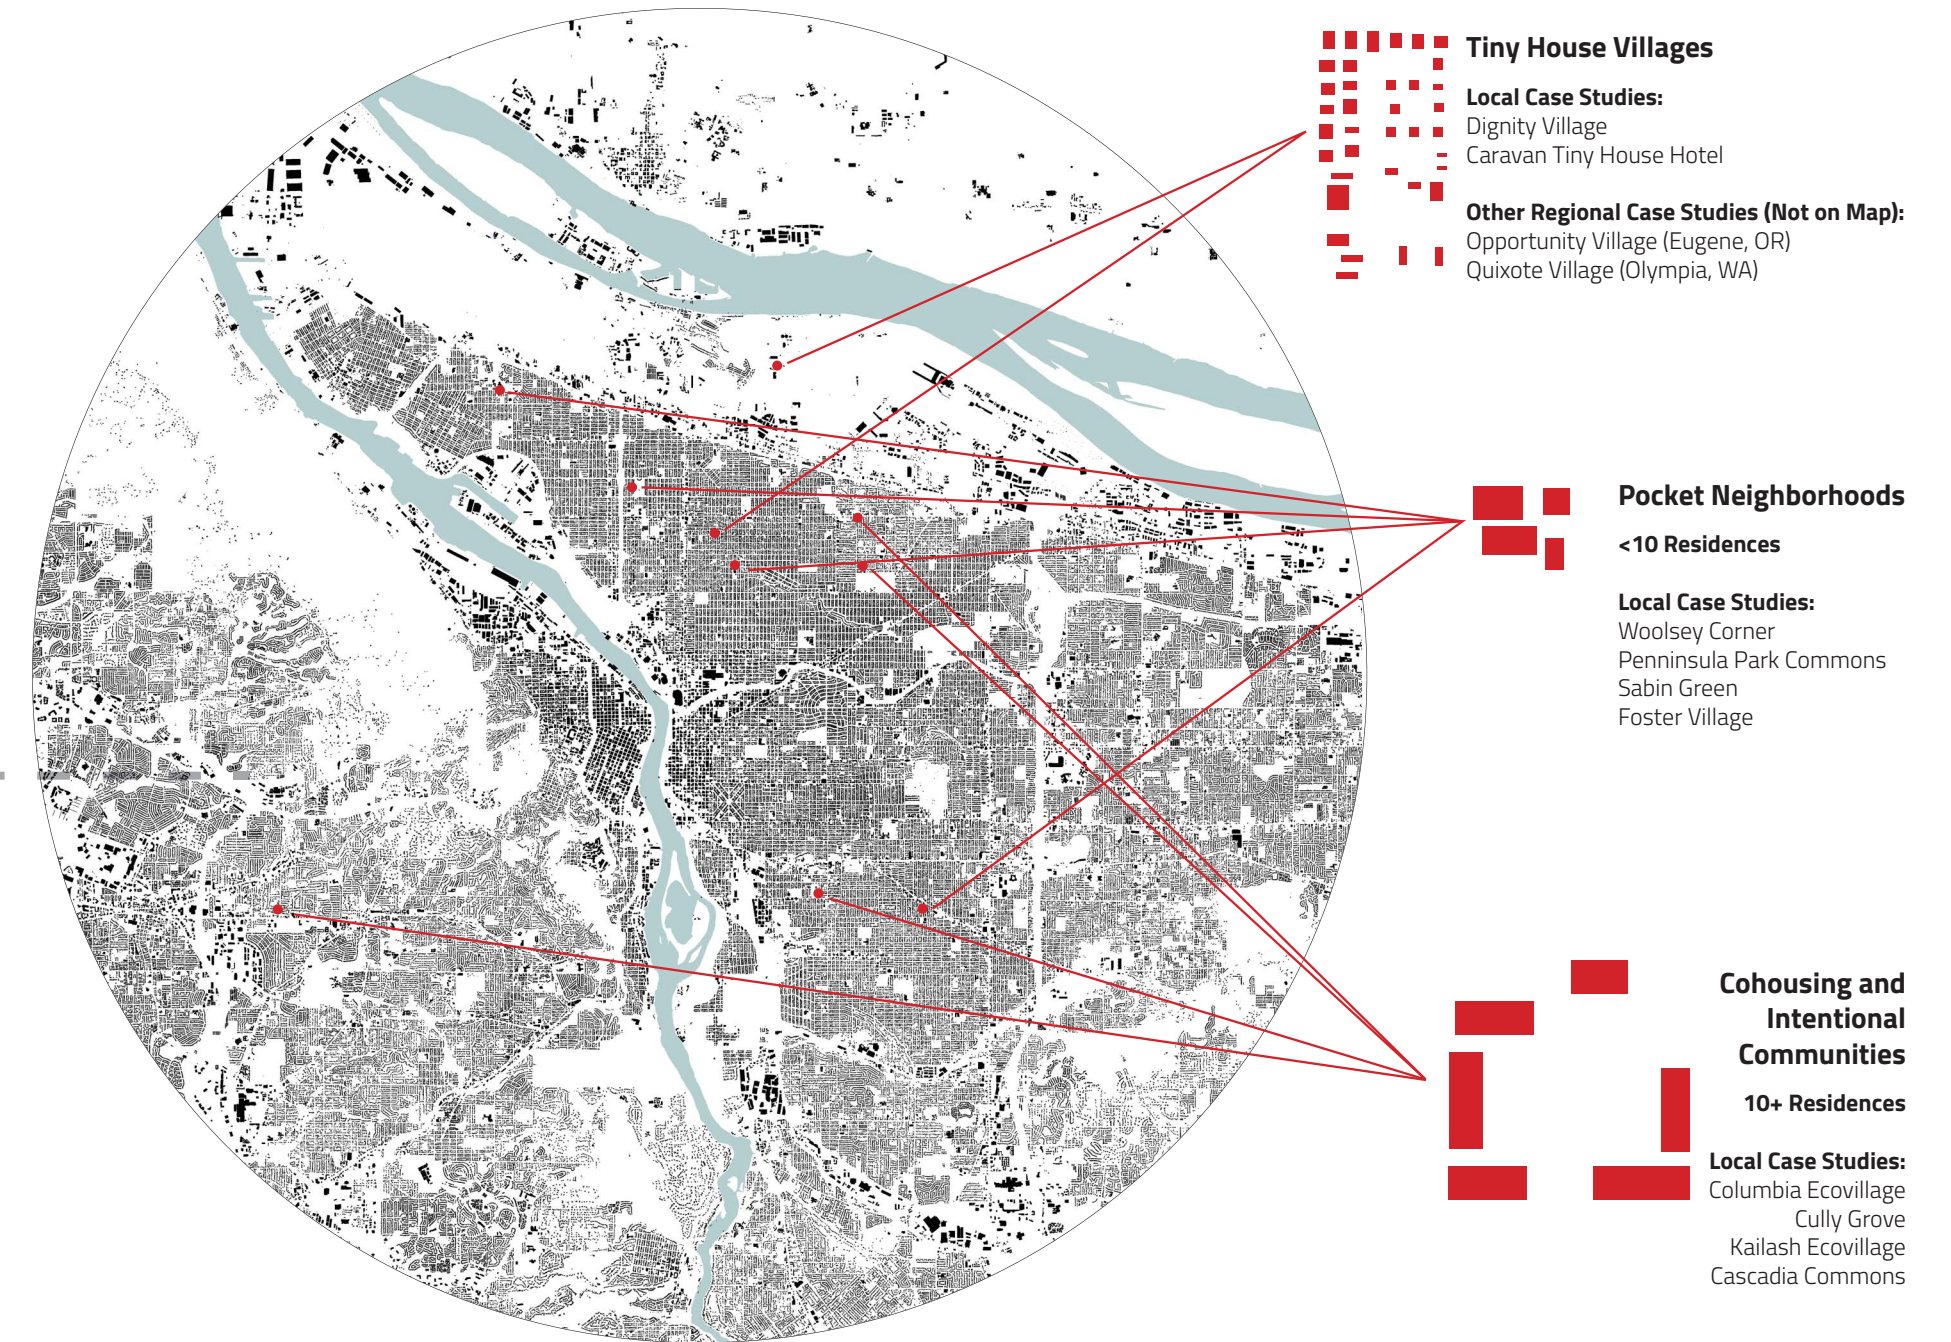 Tiny House Villages
Local Case Studies:
Dignity Village
Caravan Tiny House Hotel
Other Regional Case Studies (Not on Map):
Opportunity Village (Eugene, OR)
Quixote Village (Olympia, WA)
Pocket Neighborhoods
<10 Residences
Local Case Studies:
Woolsey Corner
Penninsula Park Commons
Sabin Green
Foster Village
Cohousing and
Intentional
Communities
10+ Residences
Local Case Studies:
Columbia Ecovillage
Cully Grove
Kailash Ecovillage
Cascadia Commons